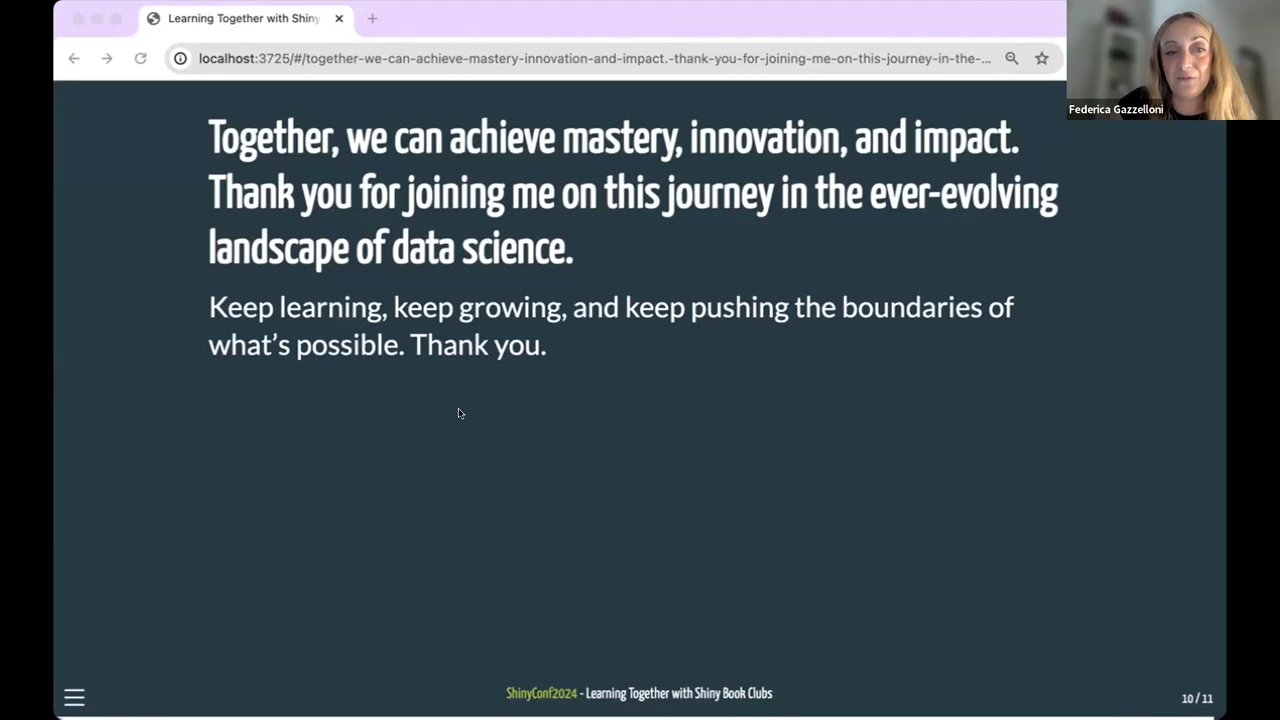 Learning Together with Shiny
localhost:3725/#/together-we-can-achieve-mastery-innovation-and-impact.-thank-you-for-joining-me-on-this-journey-in-the-...
Federica Gazzelloni
Together, we can achieve mastery, innovation, and impact.
Thank you for joining me on this journey in the ever-evolving
landscape of data science.
Keep learning, keep growing, and keep pushing the boundaries of
what's possible. Thank you.
ShinyConf2024 - Learning Together with Shiny Book Clubs
10 / 11